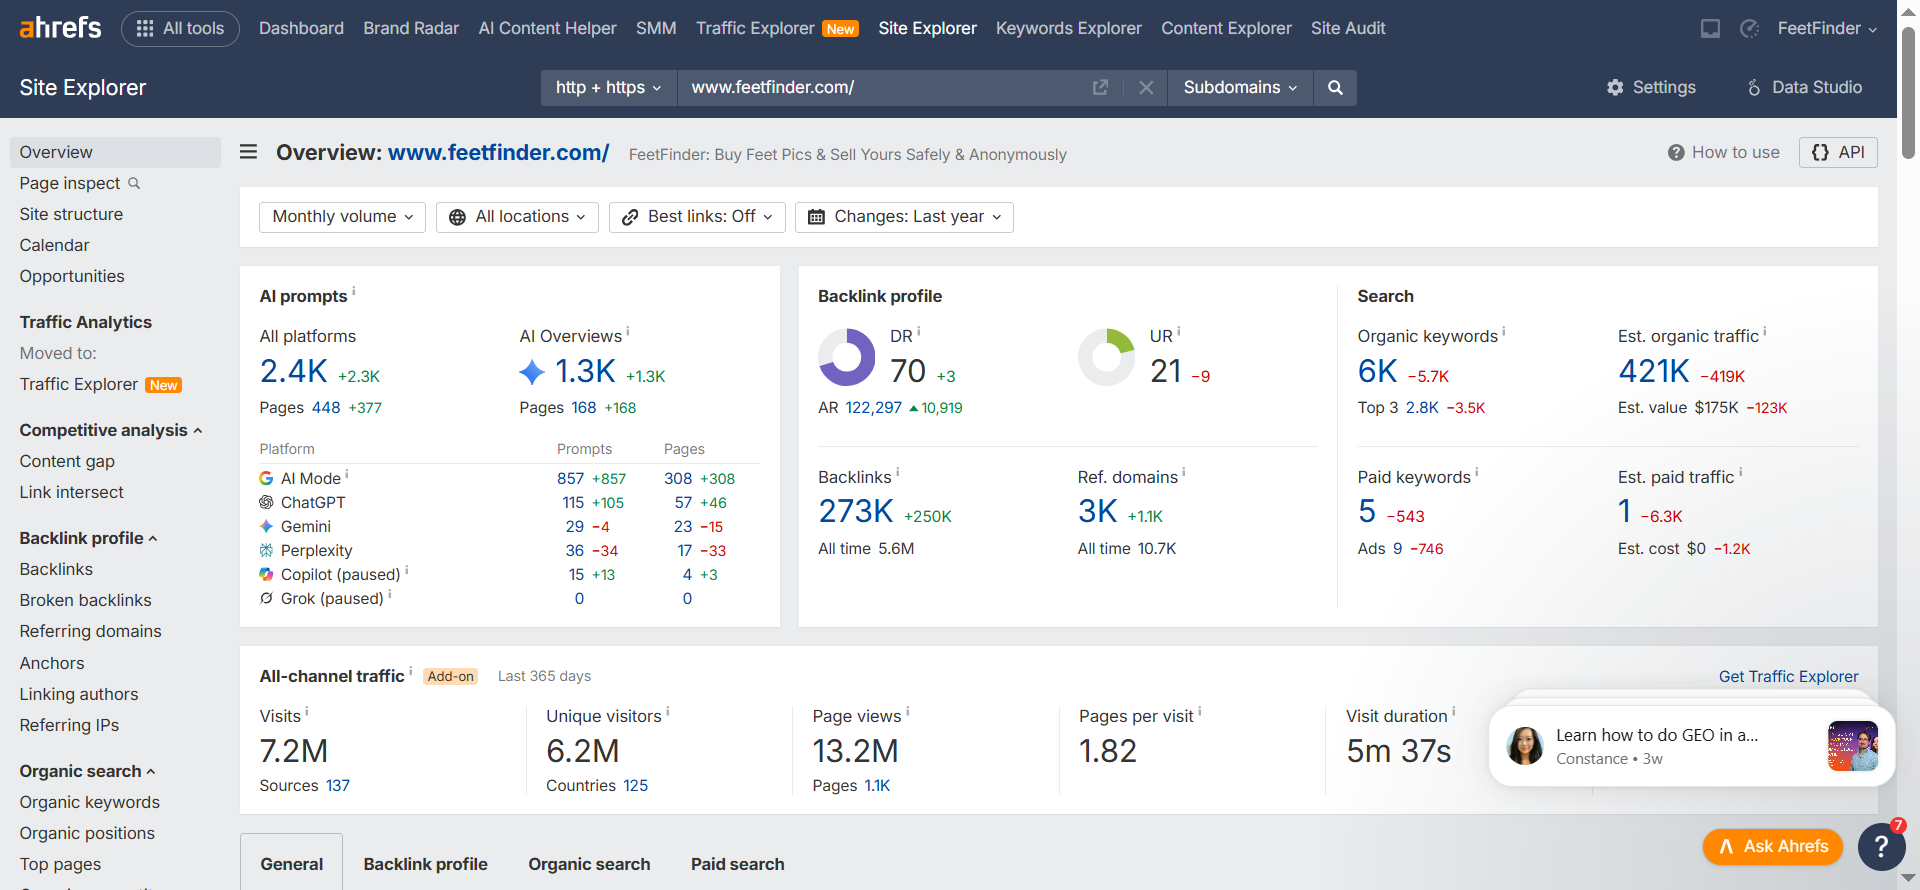 ahrefs All tools Dashboard Brand Radar AI Content Helper SMM Traffic Explorer New Site Explorer Keywords Explorer Content Explorer Site Audit FeetFinder
Site Explorer http + https www.feetfinder.com/ Subdomains Settings Data Studio
Overview
Page inspect
Site structure
Calendar
Opportunities
Traffic Analytics
Moved to:
Traffic Explorer New
Competitive analysis
Content gap
Link intersect
Backlink profile
Backlinks
Broken backlinks
Referring domains
Anchors
Linking authors
Referring IPs
Organic search
Organic keywords
Organic positions
Top pages
Overview: www.feetfinder.com/ FeetFinder: Buy Feet Pics & Sell Yours Safely & Anonymously How to use {} API
Monthly volume All locations Best links: Off Changes: Last year
AI prompts
All platforms AI Overviews
2.4K +2.3K 1.3K +1.3K
Pages 448 +377 Pages 168 +168
Platform Prompts Pages
AI Mode 857 +857 308 +308
ChatGPT 115 +105 57 +46
Gemini 29 −4 23 −15
Perplexity 36 −34 17 −33
Copilot (paused) 15 +13 4 +3
Grok (paused) 0 0
Backlink profile
DR UR
70 +3 21 −9
AR 122,297 10,919
Backlinks Ref. domains
273K +250K 3K +1.1K
All time 5.6M All time 10.7K
Search
Organic keywords Est. organic traffic
6K −5.7K 421K −419K
Top 3 2.8K −3.5K Est. value $175K −123K
Paid keywords Est. paid traffic
5 −543 1 −6.3K
Ads 9 −746 Est. cost $0 −1.2K
All-channel traffic Add-on Last 365 days Get Traffic Explorer
Visits Unique visitors Page views Pages per visit Visit duration
7.2M 6.2M 13.2M 1.82 5m 37s
Sources 137 Countries 125 Pages 1.1K
Learn how to do GEO in a...
Constance • 3w
General Backlink profile Organic search Paid search
Ask Ahrefs ? 7